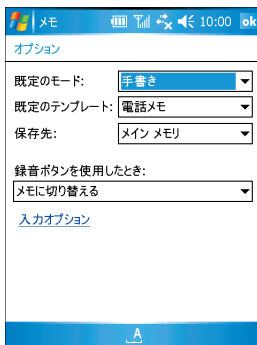 メモ 10:00 ok
オプション
既定のモード: 手書き
既定のテンプレート: 電話メモ
保存先: メイン メモリ
録音ボタンを使用したとき:
メモに切り替える
入力オプション
A